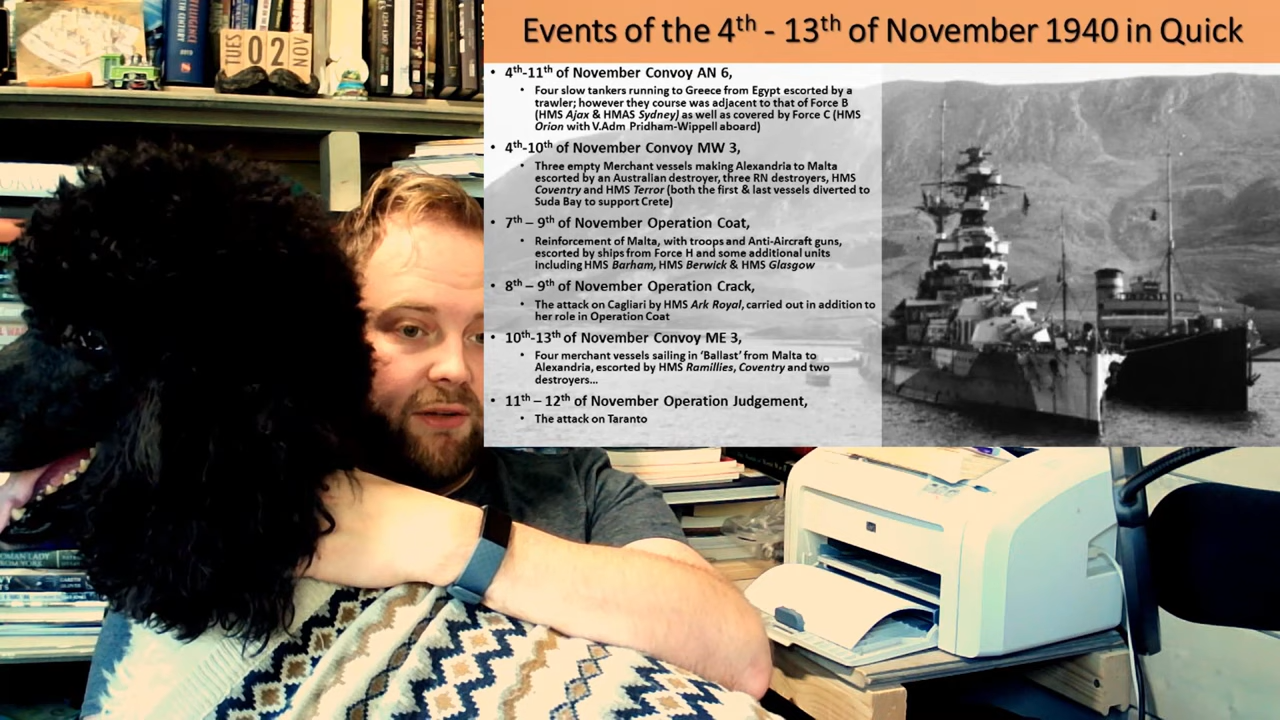 Events of the 4th - 13th of November 1940 in Quick
• 4th-11th of November Convoy AN 6,
• Four slow tankers running to Greece from Egypt escorted by a
trawler; however they course was adjacent to that of Force B
(HMS Ajax & HMAS Sydney) as well as covered by Force C (HMS
Orion with V.Adm Pridham-Wippell aboard)
• 4th-10th of November Convoy MW 3,
• Three empty Merchant vessels making Alexandria to Malta
escorted by an Australian destroyer, three RN destroyers, HMS
Coventry and HMS Terror (both the first & last vessels diverted to
Suda Bay to support Crete)
• 7th – 9th of November Operation Coat,
• Reinforcement of Malta, with troops and Anti-Aircraft guns,
escorted by ships from Force H and some additional units
including HMS Barham, HMS Berwick & HMS Glasgow
• 8th – 9th of November Operation Crack,
• The attack on Cagliari by HMS Ark Royal, carried out in addition to
her role in Operation Coat
• 10th-13th of November Convoy ME 3,
• Four merchant vessels sailing in ‘Ballast’ from Malta to
Alexandria, escorted by HMS Ramillies, Coventry and two
destroyers...
• 11th – 12th of November Operation Judgement,
• The attack on Taranto
TUES
02
NOV
hp